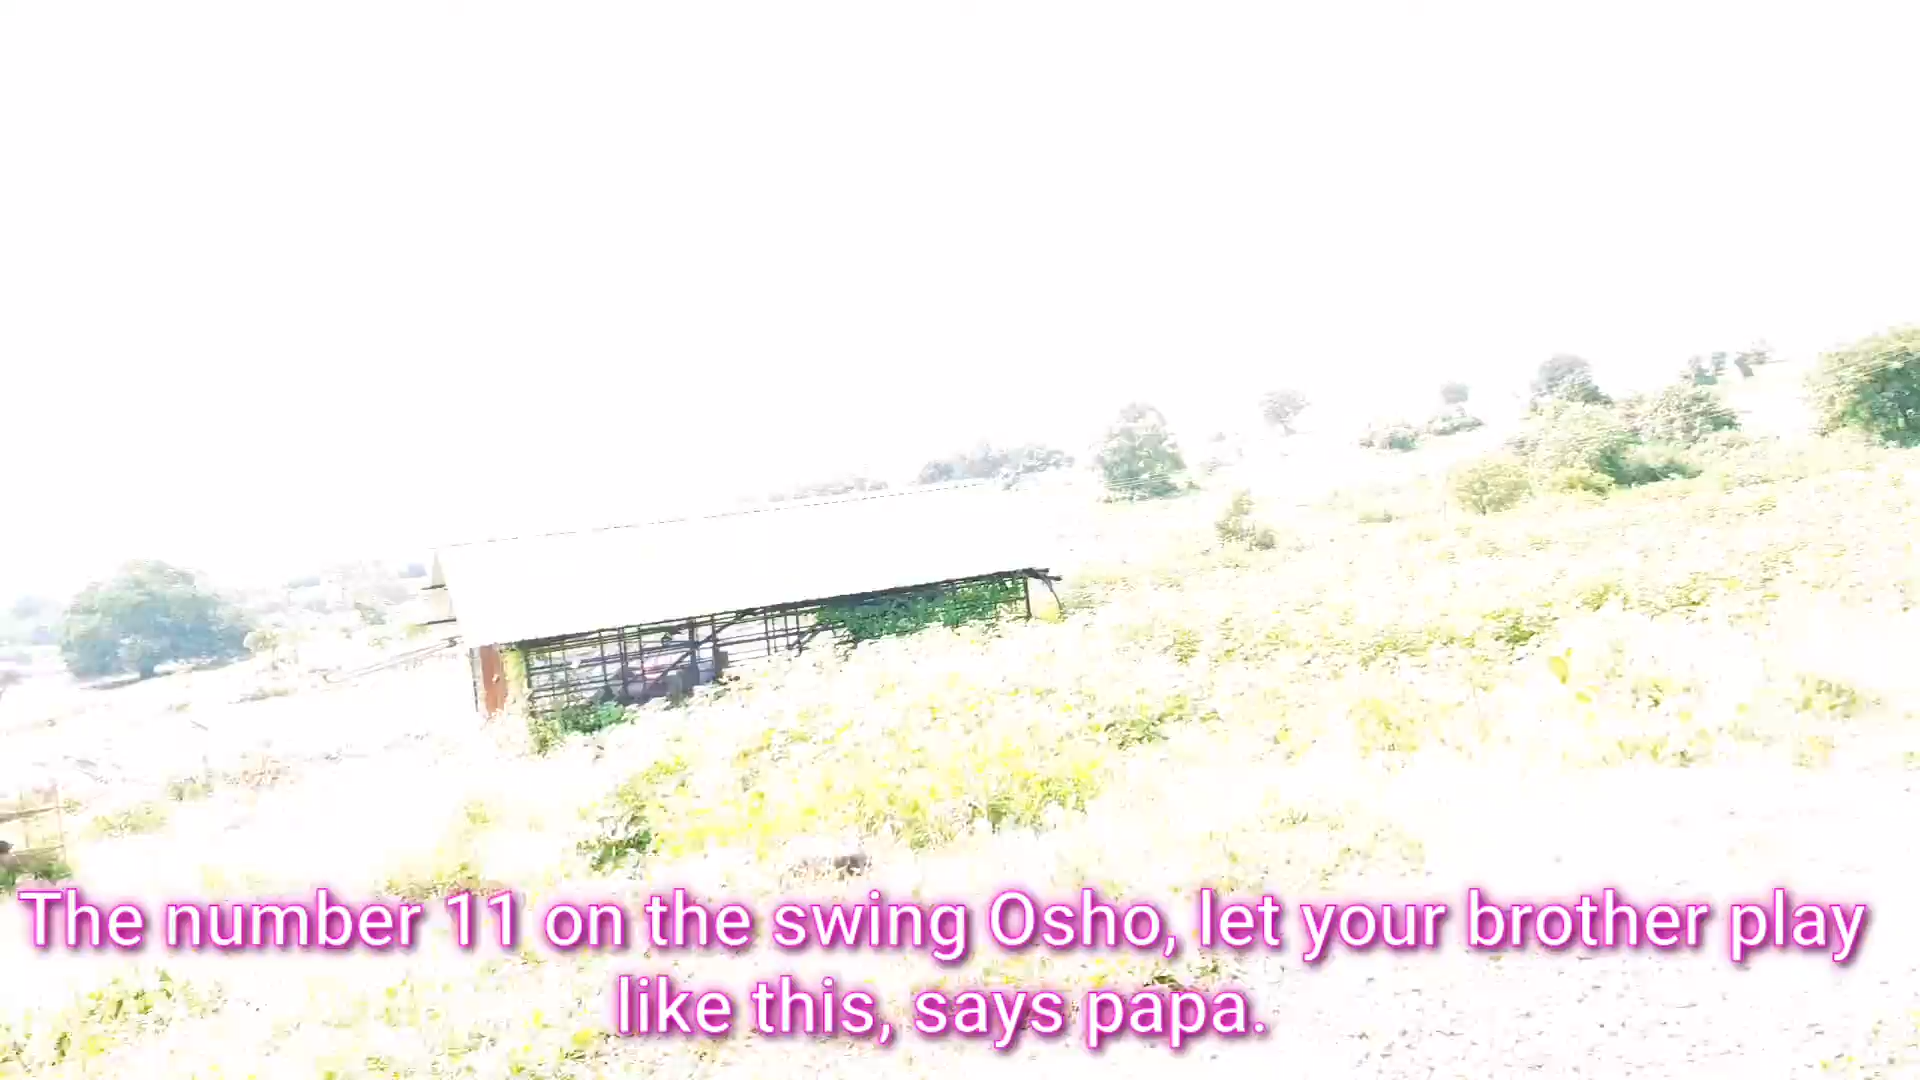 The number 11 on the swing Osho, let your brother play
like this, says papa.